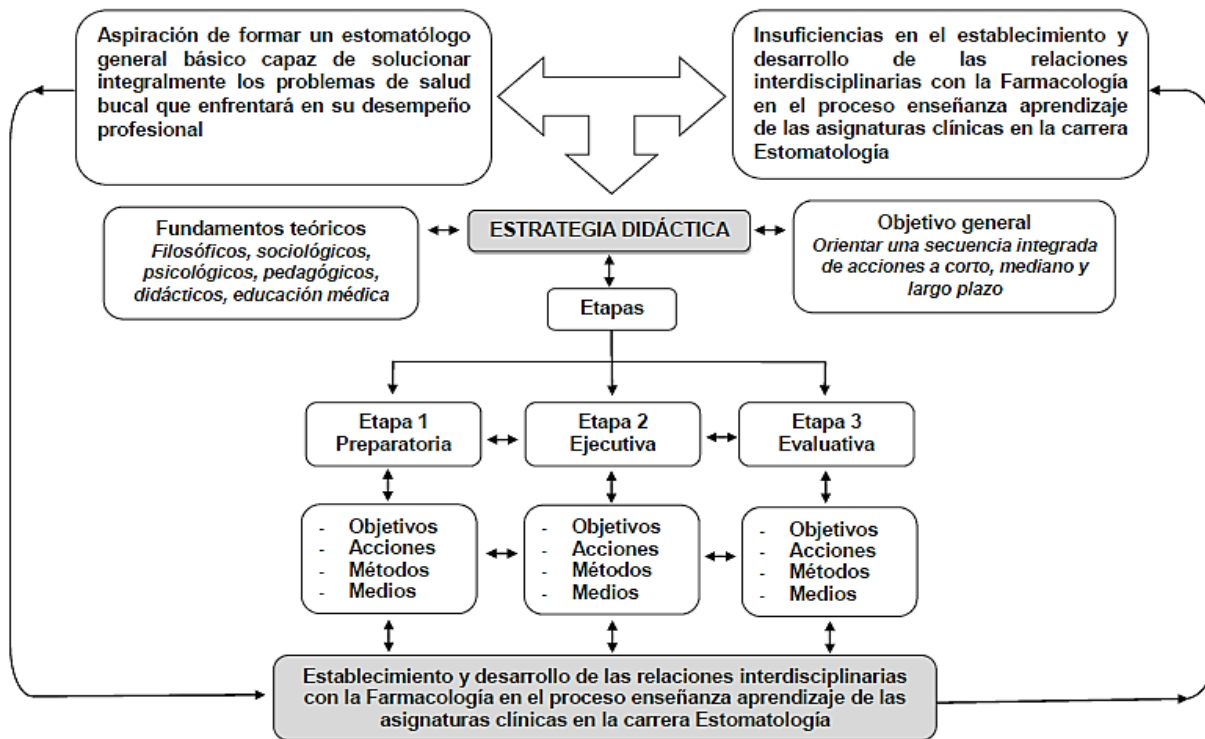 Aspiración de formar un estomatólogo
general básico capaz de solucionar
integralmente los problemas de salud
bucal que enfrentará en su desempeño
profesional
Insuficiencias en el establecimiento y
desarrollo de las relaciones
interdisciplinarias con la Farmacología
en el proceso enseñanza aprendizaje
de las asignaturas clínicas en la carrera
Estomatología
Fundamentos teóricos
Filosóficos, sociológicos,
psicológicos, pedagógicos,
didácticos, educación médica
ESTRATEGIA DIDÁCTICA
Objetivo general
Orientar una secuencia integrada
de acciones a corto, mediano y
largo plazo
Etapas
Etapa 1
Preparatoria
Etapa 2
Ejecutiva
Etapa 3
Evaluativa
- Objetivos
- Acciones
- Métodos
- Medios
- Objetivos
- Acciones
- Métodos
- Medios
- Objetivos
- Acciones
- Métodos
- Medios
Establecimiento y desarrollo de las relaciones interdisciplinarias
con la Farmacología en el proceso enseñanza aprendizaje de las
asignaturas clínicas en la carrera Estomatología